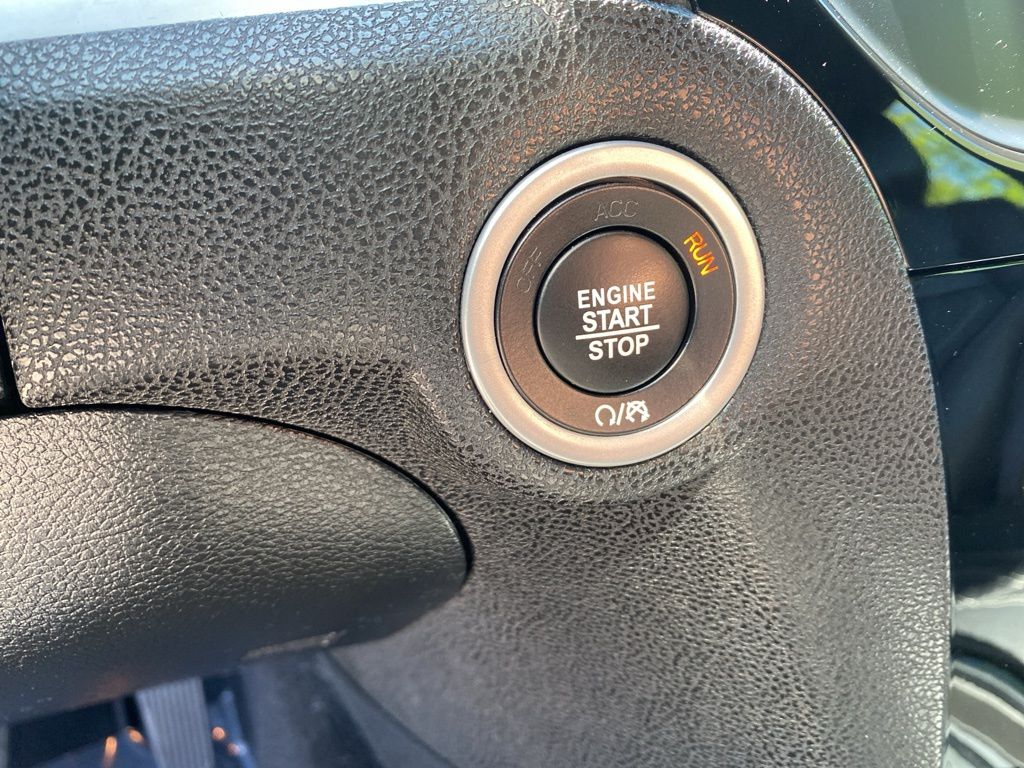 ACC
OFF
RUN
ENGINE
START
STOP